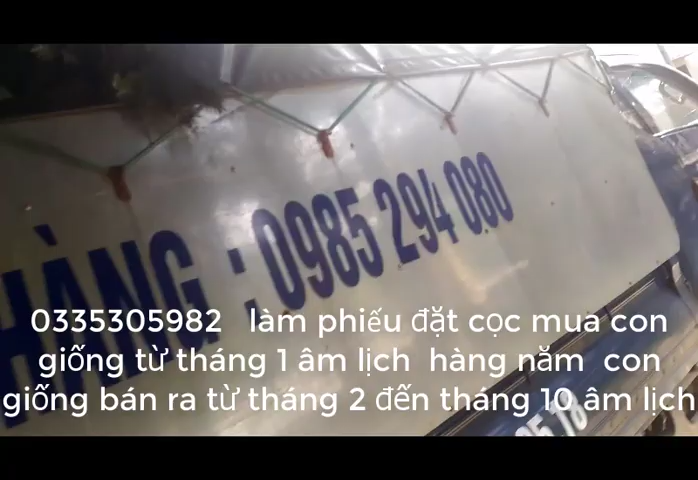 HÀNG : 0985 294 080
0335305982 làm phiếu đặt cọc mua con
giống từ tháng 1 âm lịch hàng năm con
giống bán ra từ tháng 2 đến tháng 10 âm lịch